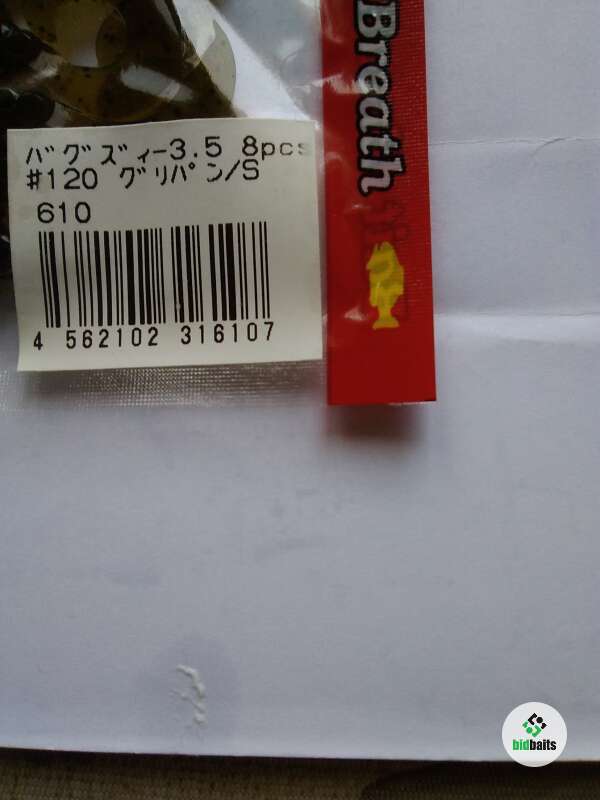 Breath
ﾊﾞｸﾞｽﾞｨｰ3.5 8pcs
#120 ｸﾞﾘﾊﾟﾝ/S
610
4 562102 316107
bidbaits